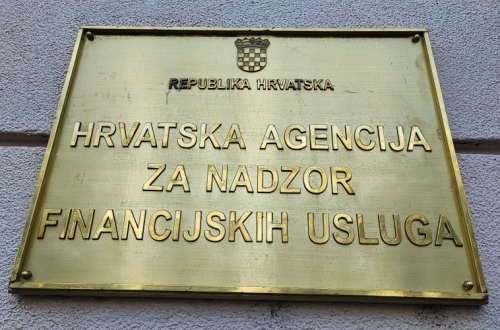 REPUBLIKA HRVATSKA
HRVATSKA AGENCIJA
ZA NADZOR
FINANCIJSKIH USLUGA